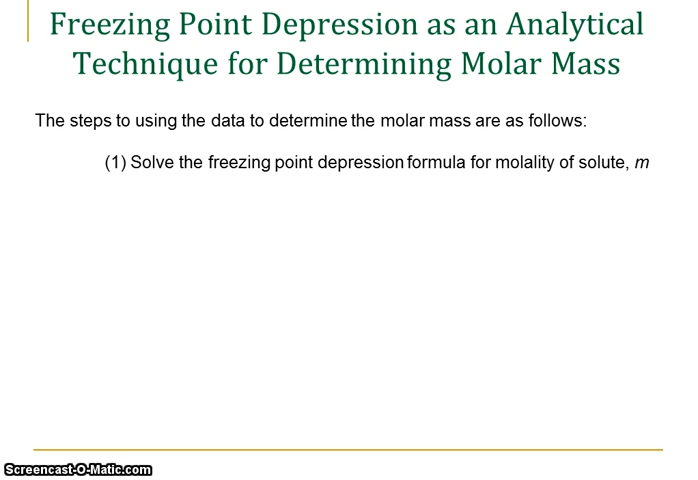 Freezing Point Depression as an Analytical
Technique for Determining Molar Mass
The steps to using the data to determine the molar mass are as follows:
(1) Solve the freezing point depression formula for molality of solute, m
Screencast-O-Matic.com